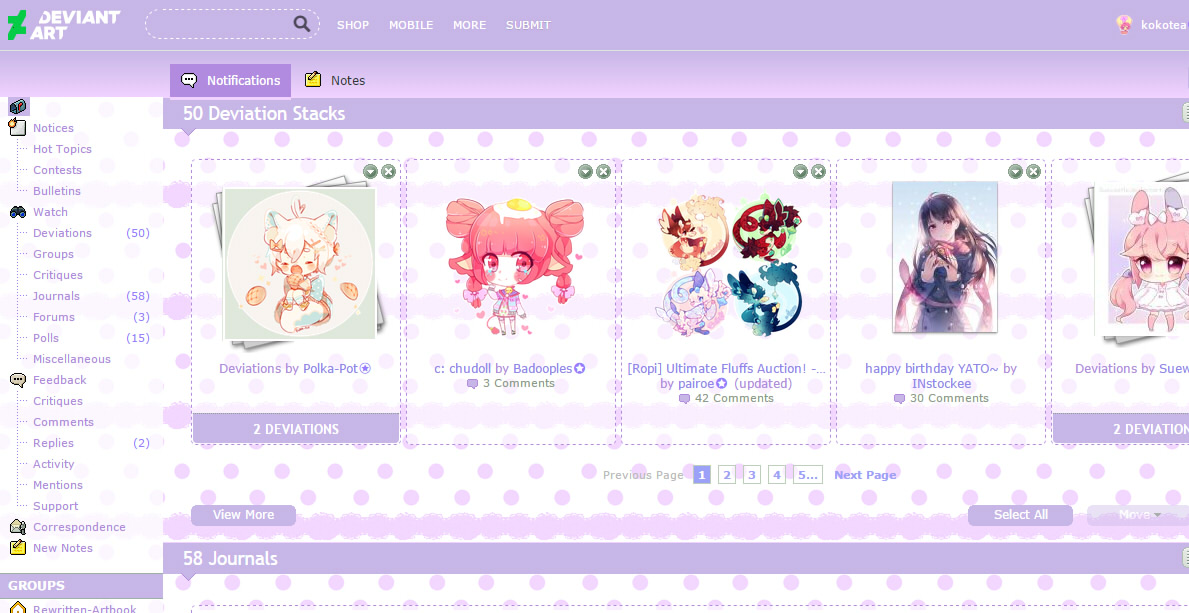 DEVIANT
ART
SHOP MOBILE MORE SUBMIT
kokotea
Notifications Notes
50 Deviation Stacks
Notices
Hot Topics
Contests
Bulletins
Watch
Deviations (50)
Groups
Critiques
Journals (58)
Forums (3)
Polls (15)
Miscellaneous
Feedback
Critiques
Comments
Replies (2)
Activity
Mentions
Support
Correspondence
New Notes
GROUPS
Rewritten-Artbook
Deviations by Polka-Pot
2 DEVIATIONS
c: chudoll by Badooples
3 Comments
[Ropi] Ultimate Fluffs Auction! -...
by pairoe (updated)
42 Comments
happy birthday YATO~ by
INstockee
30 Comments
Deviations by Suew
2 DEVIATION
Previous Page 1 2 3 4 5... Next Page
View More
Select All
Move
58 Journals